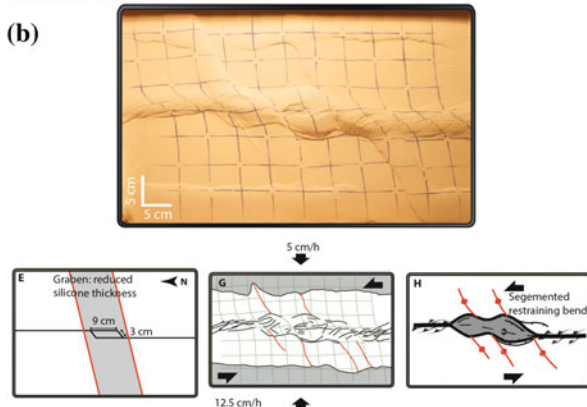 (b)
5 cm
5 cm
5 cm/h
E
Graben: reduced
silicone thickness
N
9 cm
3 cm
G
H
Segemented
restraining bend
12.5 cm/h